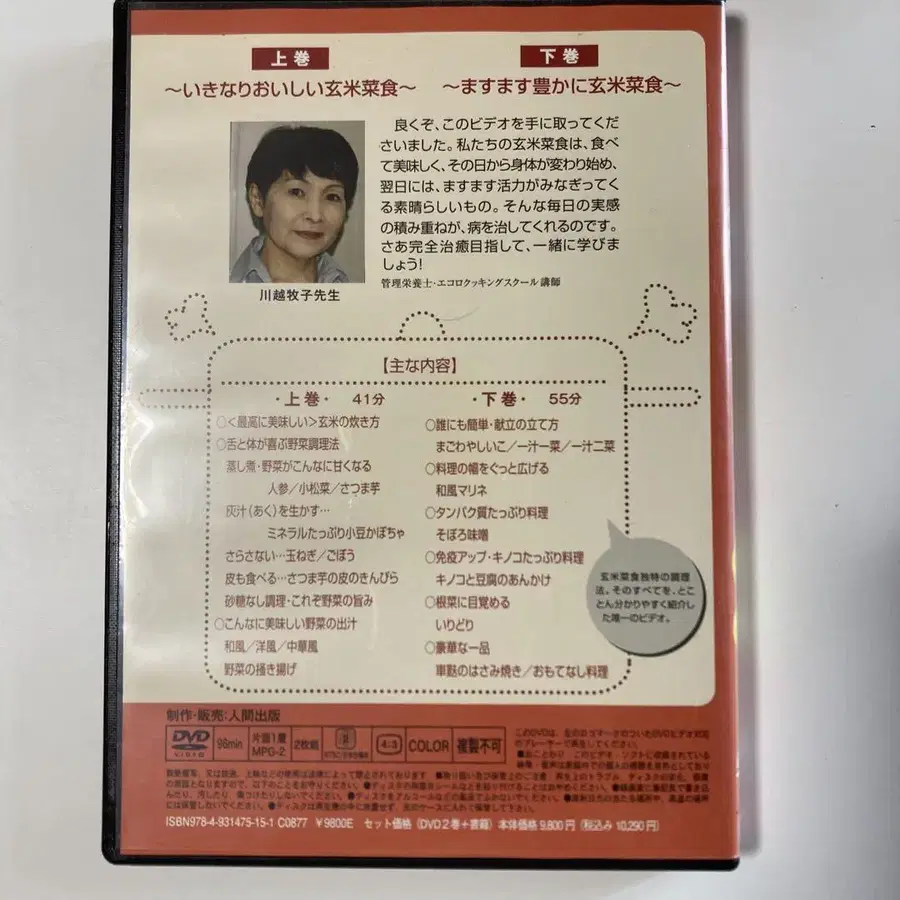 上巻
～いきなりおいしい玄米菜食～
下巻
～ますます豊かに玄米菜食～
良くぞ、このビデオを手に取ってくだ
さいました。私たちの玄米菜食は、食べ
て美味しく、その日から身体が変わり始め、
翌日には、ますます活力がみなぎってく
る素晴らしいもの。そんな毎日の実感
の積み重ねが、病を治してくれるのです。
さあ完全治癒目指して、一緒に学びま
しょう!
管理栄養士・エコロクッキングスクール講師
川越牧子先生
【主な内容】
・上巻・ 41分
○<最高に美味しい>玄米の炊き方
○舌と体が喜ぶ野菜調理法
蒸し煮・野菜がこんなに甘くなる
人参/小松菜/さつま芋
灰汁(あく)を生かす…
ミネラルたっぷり小豆かぼちゃ
さらさない…玉ねぎ/ごぼう
皮も食べる…さつま芋の皮のきんぴら
砂糖なし調理・これぞ野菜の旨み
○こんなに美味しい野菜の出汁
和風/洋風/中華風
野菜の掻き揚げ
・下巻・ 55分
○誰にも簡単・献立の立て方
まごわやしいこ/一汁一菜/一汁二菜
○料理の幅をぐっと広げる
和風マリネ
○タンパク質たっぷり料理
そぼろ味噌
○免疫アップ・キノコたっぷり料理
キノコと豆腐のあんかけ
○根菜に目覚める
いりどり
○豪華な一品
車麩のはさみ焼き/おもてなし料理
玄米菜食独特の調理
法。そのすべてを、とこ
とん分かりやすく紹介し
た唯一のビデオ。
制作・販売:人間出版
DVD VIDEO
96min
片面1層
MPG-2
2枚組
4:3
COLOR
複製不可
ISBN978-4-931475-15-1 C0877 ￥9800E セット価格(DVD2巻+書籍)本体価格9,800円(税込み10,290円)